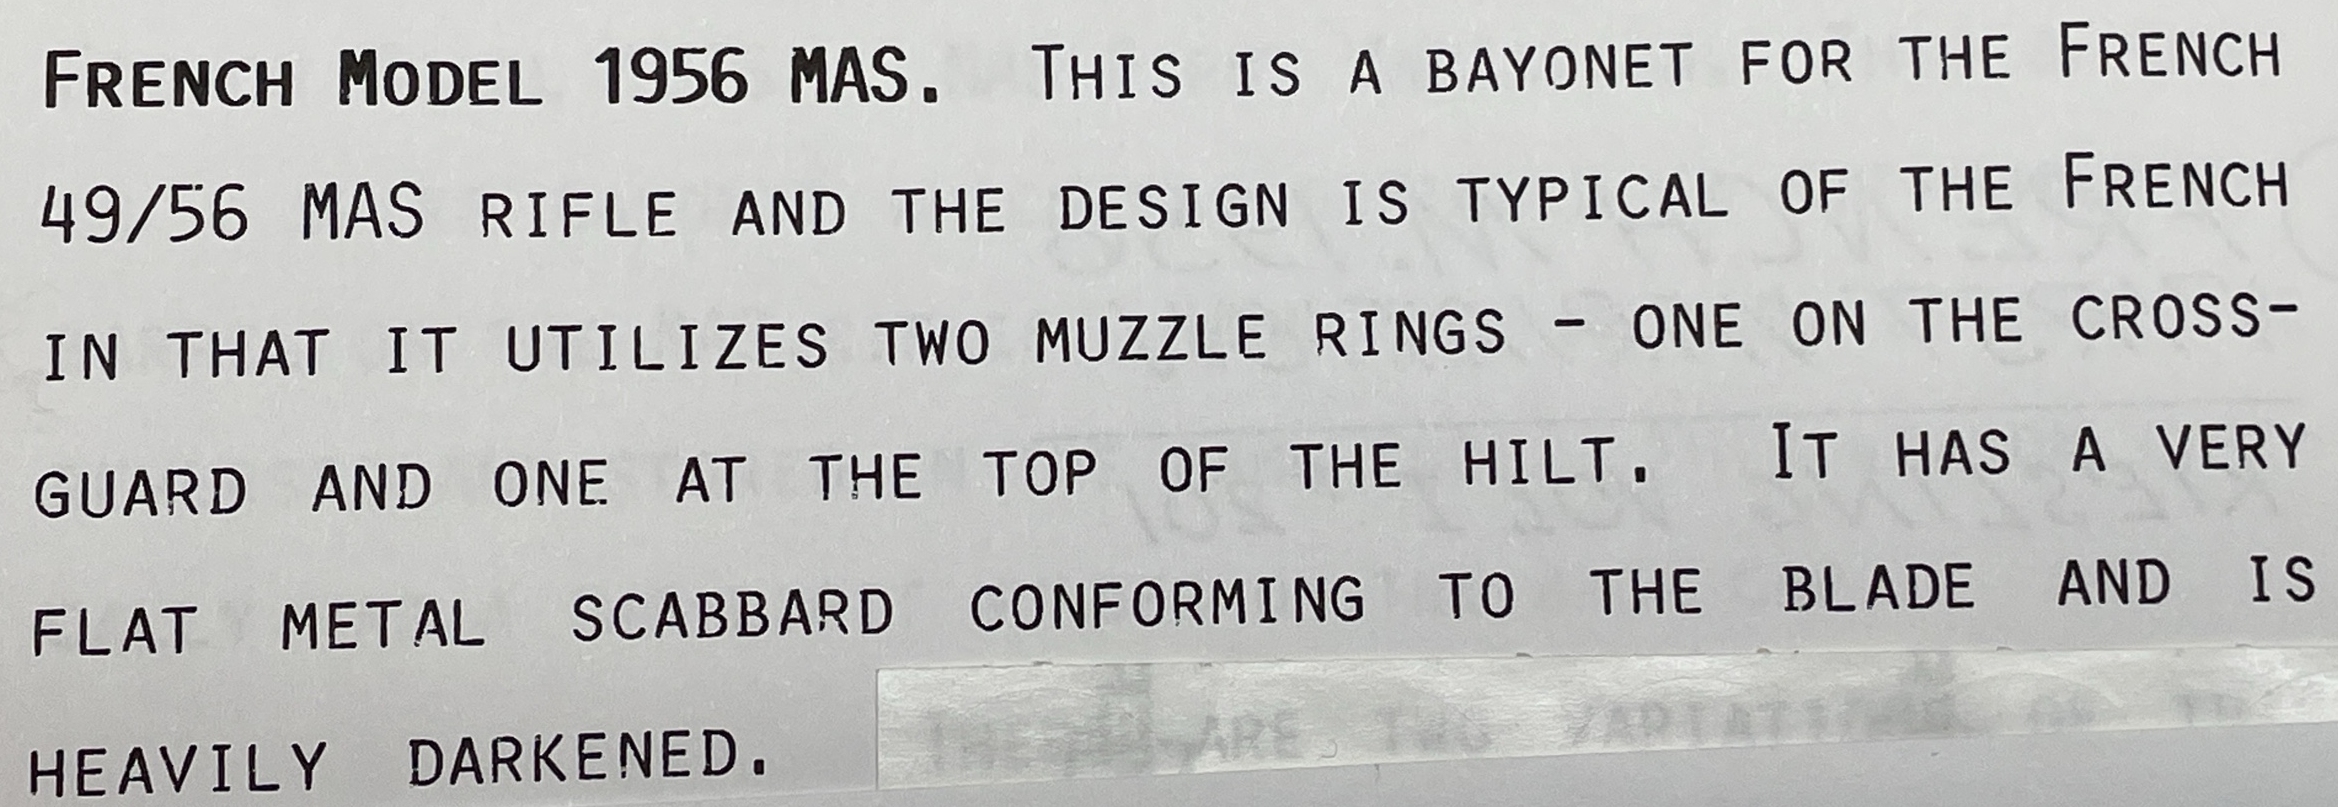 FRENCH MODEL 1956 MAS. THIS IS A BAYONET FOR THE FRENCH
49/56 MAS RIFLE AND THE DESIGN IS TYPICAL OF THE FRENCH
IN THAT IT UTILIZES TWO MUZZLE RINGS - ONE ON THE CROSS-
GUARD AND ONE AT THE TOP OF THE HILT. IT HAS A VERY
FLAT METAL SCABBARD CONFORMING TO THE BLADE AND IS
HEAVILY DARKENED.